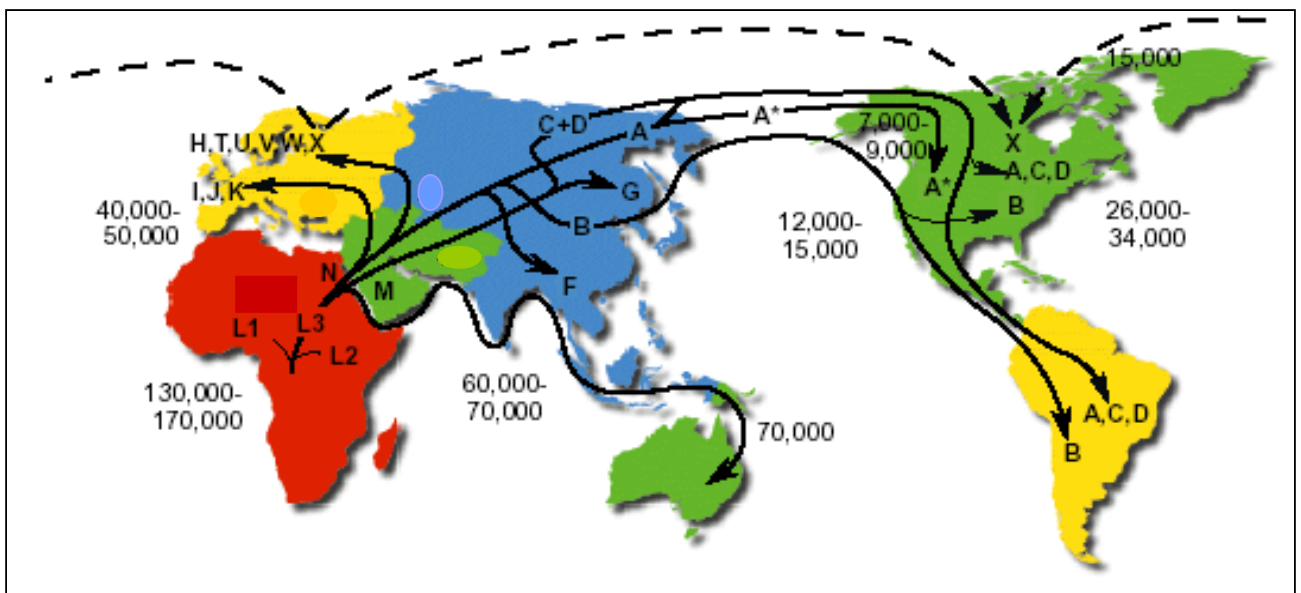 15,000
C+D
A
A*
7,000-
9,000
H,T,U,V,W,X
X
I,J,K
G
A*
A,C,D
B
40,000-
50,000
B
12,000-
15,000
26,000-
34,000
N
M
F
L1
L3
L2
130,000-
170,000
60,000-
70,000
70,000
A,C,D
B